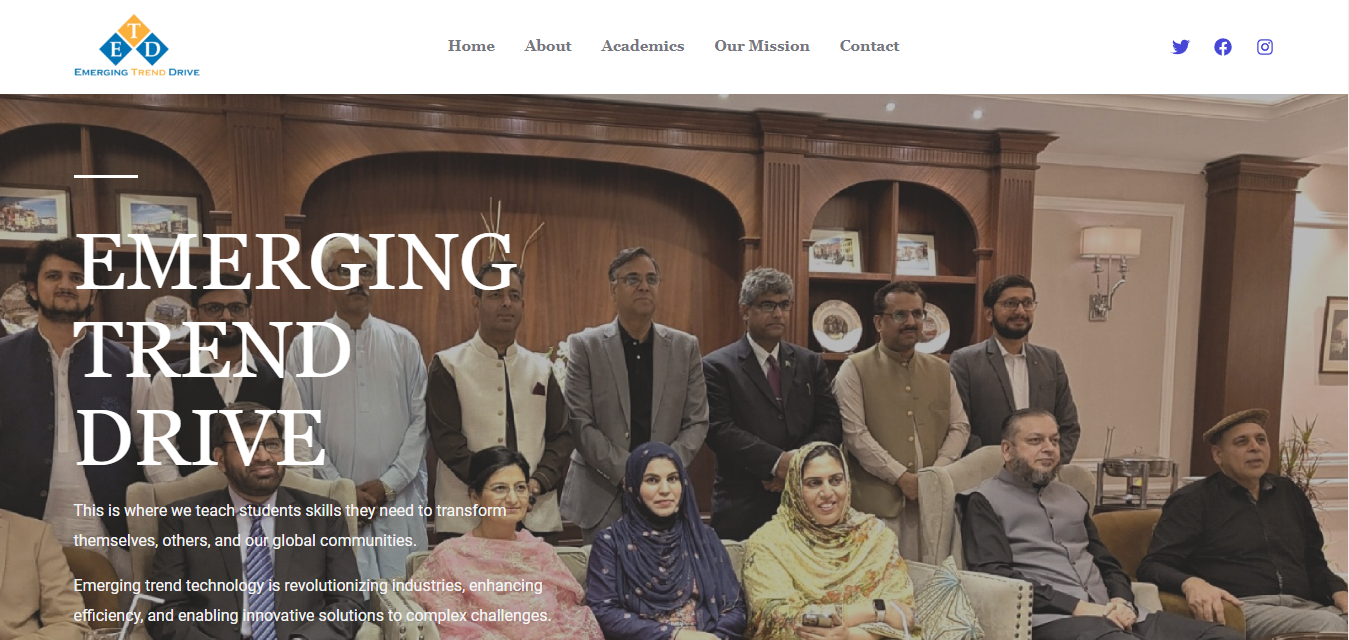 T
E D
EMERGING TREND DRIVE
Home About Academics Our Mission Contact
EMERGING
TREND
DRIVE
This is where we teach students skills they need to transform
themselves, others, and our global communities.
Emerging trend technology is revolutionizing industries, enhancing
efficiency, and enabling innovative solutions to complex challenges.